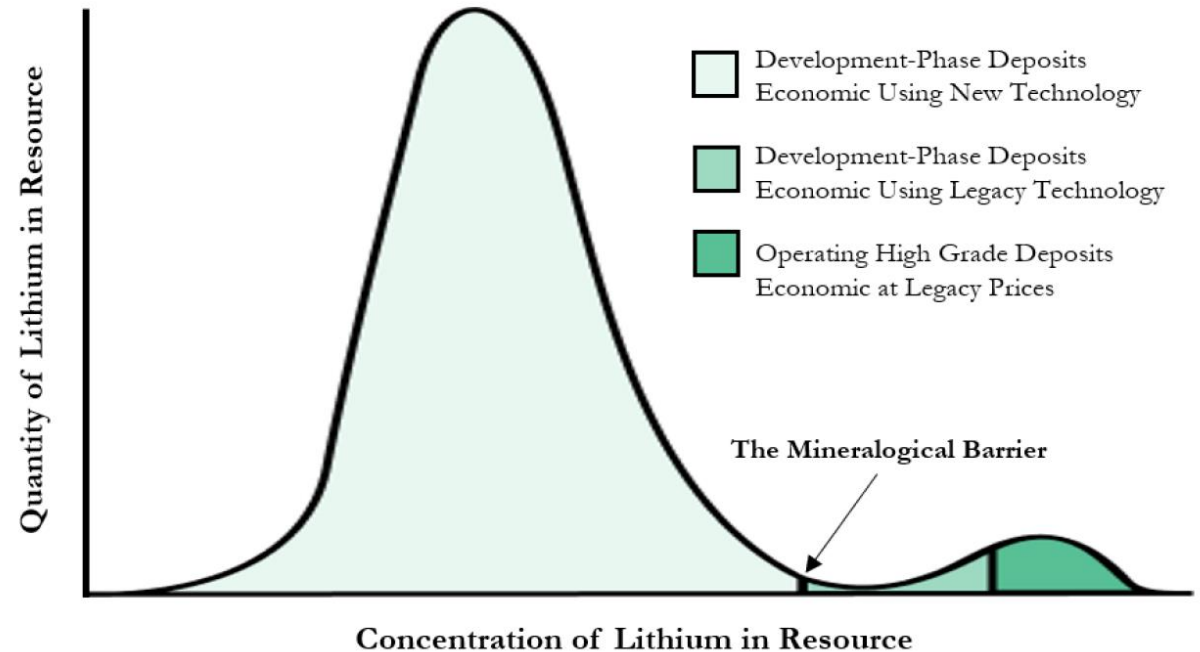 Quantity of Lithium in Resource
Development-Phase Deposits
Economic Using New Technology
Development-Phase Deposits
Economic Using Legacy Technology
Operating High Grade Deposits
Economic at Legacy Prices
The Mineralogical Barrier
Concentration of Lithium in Resource